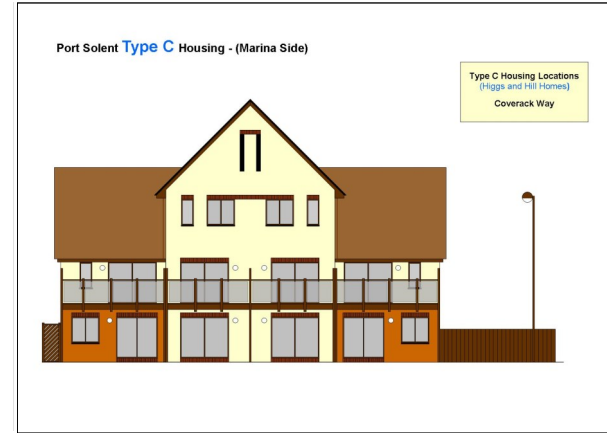 Port Solent Type C Housing - (Marina Side)
Type C Housing Locations
(Higgs and Hill Homes)
Coverack Way